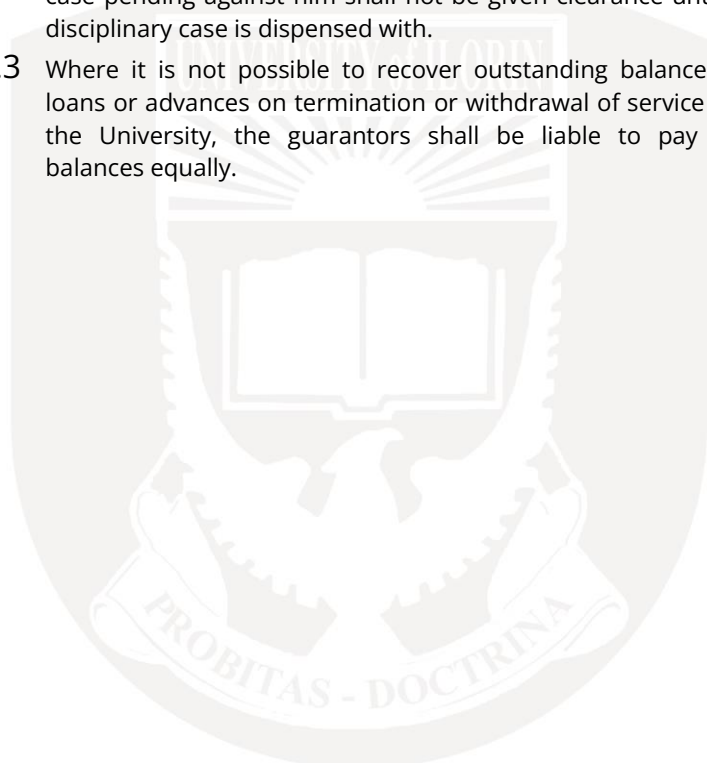 case pending against him shall not be given clearance
disciplinary case is dispensed with.
UNIVERSITY of ILORIN
.3 Where it is not possible to recover outstanding balance
loans or advances on termination or withdrawal of service
the University, the guarantors shall be liable to pay
balances equally.
PROBITAS - DOCTRINA